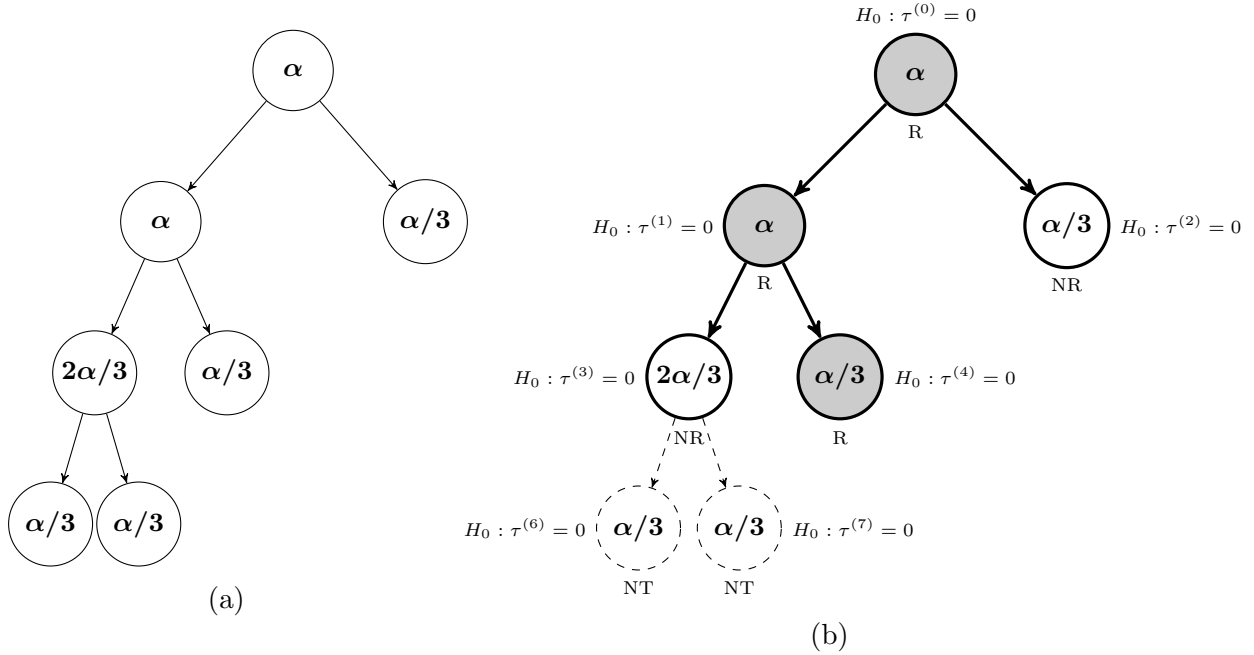 α
α
α/3
2α/3
α/3
α/3
α/3
(a)
H₀ : τ⁽⁰⁾ = 0
α
R
H₀ : τ⁽¹⁾ = 0
α
R
α/3
H₀ : τ⁽²⁾ = 0
NR
H₀ : τ⁽³⁾ = 0
2α/3
NR
α/3
H₀ : τ⁽⁴⁾ = 0
R
H₀ : τ⁽⁶⁾ = 0
α/3
NT
α/3
H₀ : τ⁽⁷⁾ = 0
NT
(b)